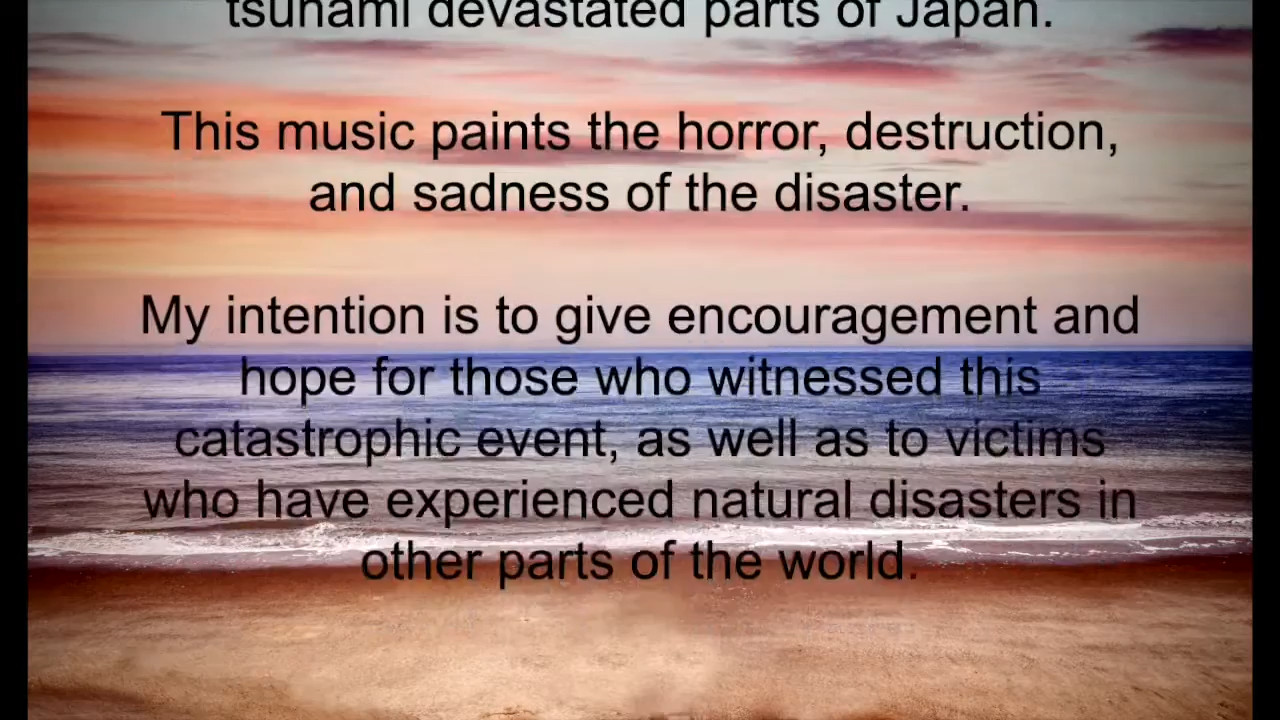 tsunami devastated parts of Japan.
This music paints the horror, destruction,
and sadness of the disaster.
My intention is to give encouragement and
hope for those who witnessed this
catastrophic event, as well as to victims
who have experienced natural disasters in
other parts of the world.